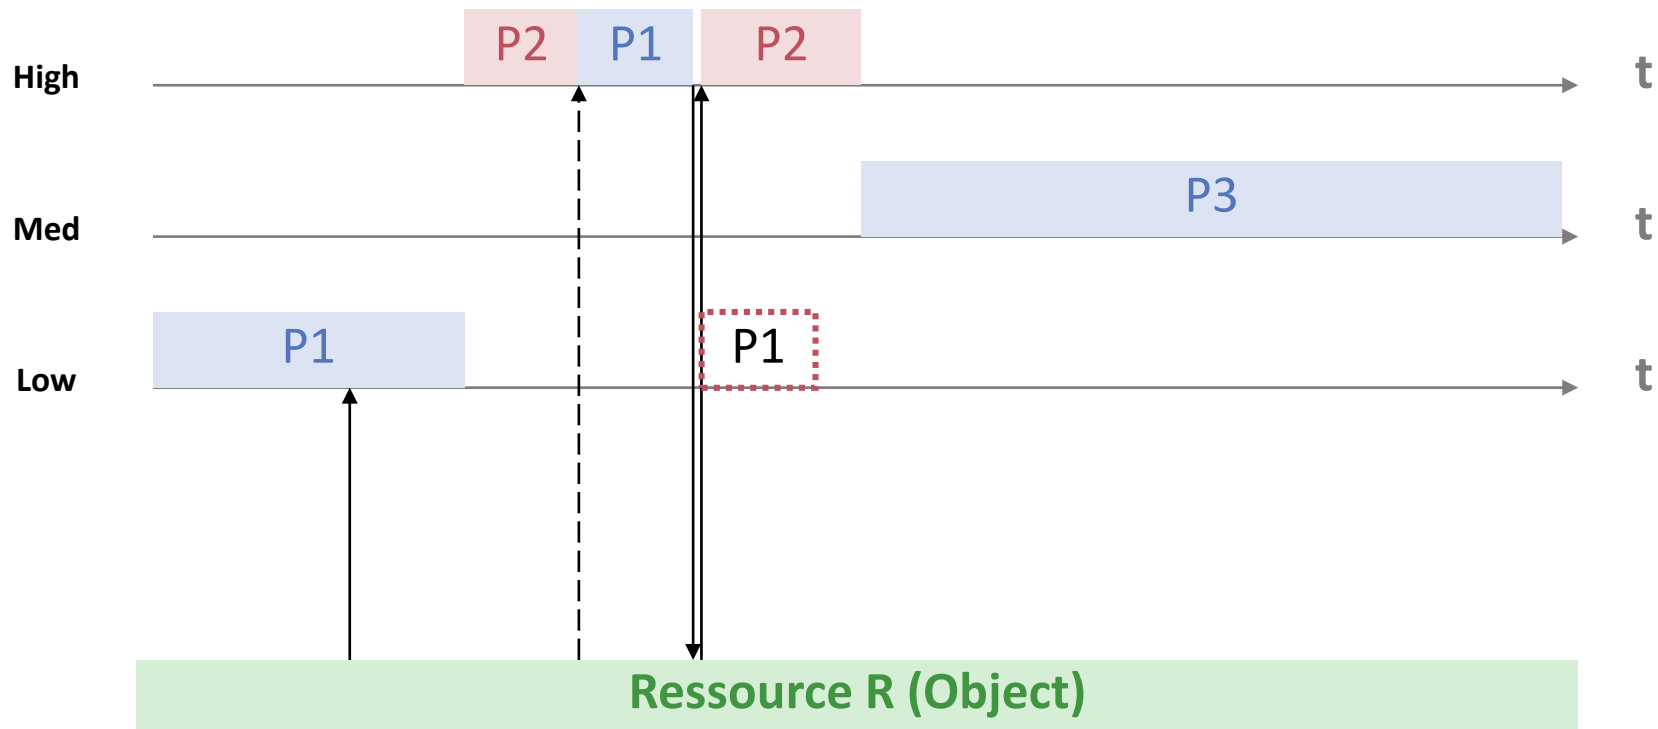 P2 P1 P2
High t
P3
Med t
P1 P1
Low t
Ressource R (Object)